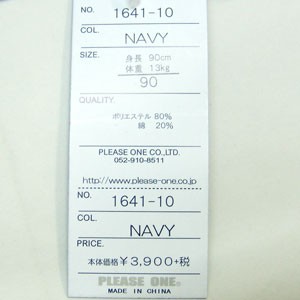 NO. 1641-10
COL. NAVY
SIZE. 身長 90cm
体重 13kg
90
QUALITY.
ポリエステル 80%
綿 20%
PLEASE ONE CO.,LTD.
052-910-8511
http://www.please-one.co.jp
NO. 1641-10
COL. NAVY
PRICE.
本体価格 ¥3,900+税
PLEASE ONE.
MADE IN CHINA